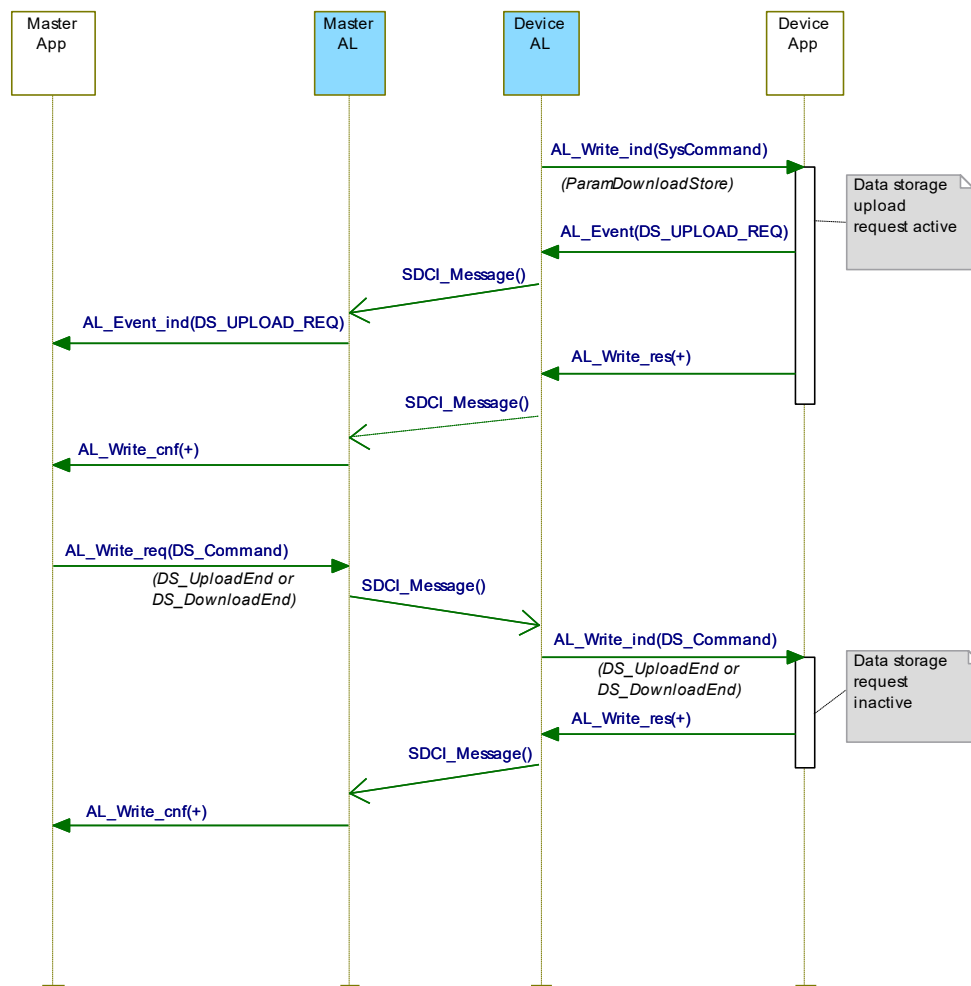 Master
App
Master
AL
Device
AL
Device
App
AL_Write_ind(SysCommand)
(ParamDownloadStore)
Data storage
upload
request active
AL_Event(DS_UPLOAD_REQ)
SDCI_Message()
AL_Event_ind(DS_UPLOAD_REQ)
AL_Write_res(+)
SDCI_Message()
AL_Write_cnf(+)
AL_Write_req(DS_Command)
(DS_UploadEnd or
DS_DownloadEnd)
SDCI_Message()
AL_Write_ind(DS_Command)
(DS_UploadEnd or
DS_DownloadEnd)
Data storage
request
inactive
AL_Write_res(+)
SDCI_Message()
AL_Write_cnf(+)